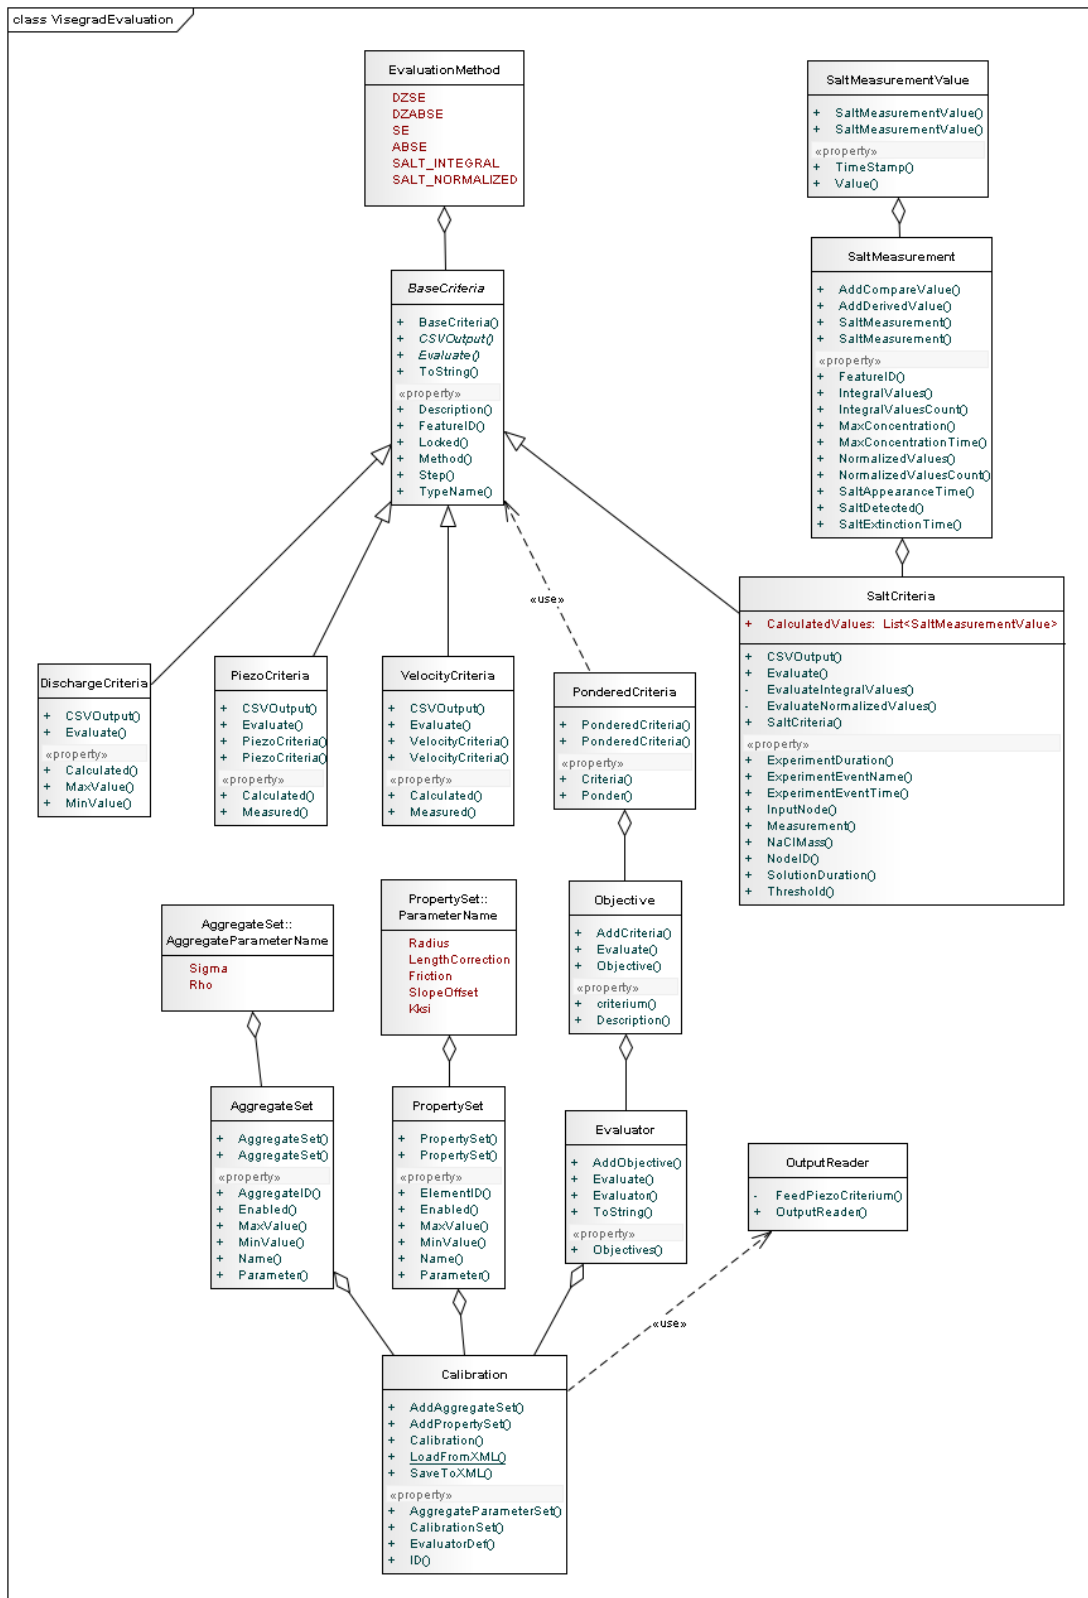 class VisegradEvaluation
EvaluationMethod
DZSE
DZABSE
SE
ABSE
SALT_INTEGRAL
SALT_NORMALIZED
SaltMeasurementValue
+ SaltMeasurementValue()
+ SaltMeasurementValue()
«property»
+ TimeStamp()
+ Value()
SaltMeasurement
+ AddCompareValue()
+ AddDerivedValue()
+ SaltMeasurement()
+ SaltMeasurement()
«property»
+ FeatureID()
+ IntegralValues()
+ IntegralValuesCount()
+ MaxConcentration()
+ MaxConcentrationTime()
+ NormalizedValues()
+ NormalizedValuesCount()
+ SaltAppearanceTime()
+ SaltDetected()
+ SaltExtinctionTime()
BaseCriteria
+ BaseCriteria()
+ CSVOutput()
+ Evaluate()
+ ToString()
«property»
+ Description()
+ FeatureID()
+ Locked()
+ Method()
+ Step()
+ TypeName()
«use»
SaltCriteria
+ CalculatedValues: List<SaltMeasurementValue>
+ CSVOutput()
+ Evaluate()
- EvaluateIntegralValues()
- EvaluateNormalizedValues()
+ SaltCriteria()
«property»
+ ExperimentDuration()
+ ExperimentEventName()
+ ExperimentEventTime()
+ InputNode()
+ Measurement()
+ NaClMass()
+ NodeID()
+ SolutionDuration()
+ Threshold()
DischargeCriteria
+ CSVOutput()
+ Evaluate()
«property»
+ Calculated()
+ MaxValue()
+ MinValue()
PiezoCriteria
+ CSVOutput()
+ Evaluate()
+ PiezoCriteria()
+ PiezoCriteria()
«property»
+ Calculated()
+ Measured()
VelocityCriteria
+ CSVOutput()
+ Evaluate()
+ VelocityCriteria()
+ VelocityCriteria()
«property»
+ Calculated()
+ Measured()
PonderedCriteria
+ PonderedCriteria()
+ PonderedCriteria()
«property»
+ Criteria()
+ Ponder()
AggregateSet::
AggregateParameterName
Sigma
Rho
PropertySet::
ParameterName
Radius
LengthCorrection
Friction
SlopeOffset
Kksi
Objective
+ AddCriteria()
+ Evaluate()
+ Objective()
«property»
+ criterium()
+ Description()
AggregateSet
+ AggregateSet()
+ AggregateSet()
«property»
+ AggregateID()
+ Enabled()
+ MaxValue()
+ MinValue()
+ Name()
+ Parameter()
PropertySet
+ PropertySet()
+ PropertySet()
«property»
+ ElementID()
+ Enabled()
+ MaxValue()
+ MinValue()
+ Name()
+ Parameter()
Evaluator
+ AddObjective()
+ Evaluate()
+ Evaluator()
+ ToString()
«property»
+ Objectives()
OutputReader
- FeedPiezoCriterium()
+ OutputReader()
«use»
Calibration
+ AddAggregateSet()
+ AddPropertySet()
+ Calibration()
+ LoadFromXML()
+ SaveToXML()
«property»
+ AggregateParameterSet()
+ CalibrationSet()
+ EvaluatorDef()
+ ID()